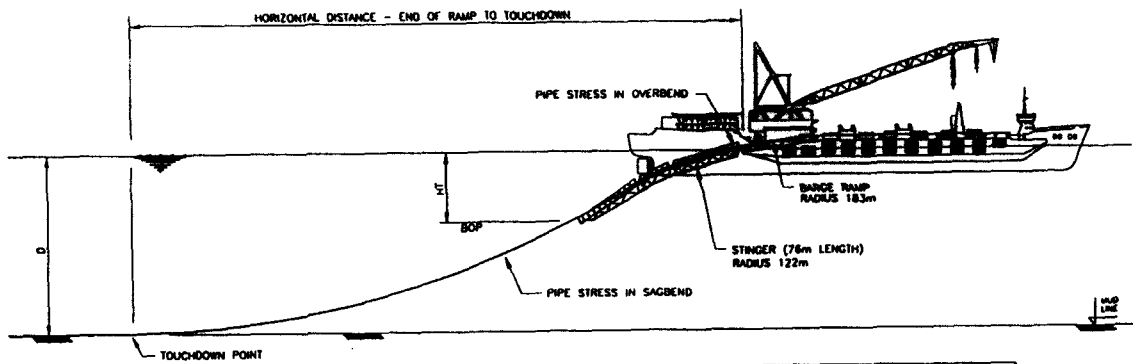 HORIZONTAL DISTANCE - END OF RAMP TO TOUCHDOWN
PIPE STRESS IN OVERBEND
HT
BOP
BARGE RAMP
RADIUS 183m
D
STINGER (76m LENGTH)
RADIUS 122m
PIPE STRESS IN SAGBEND
MUD
LINE
TOUCHDOWN POINT